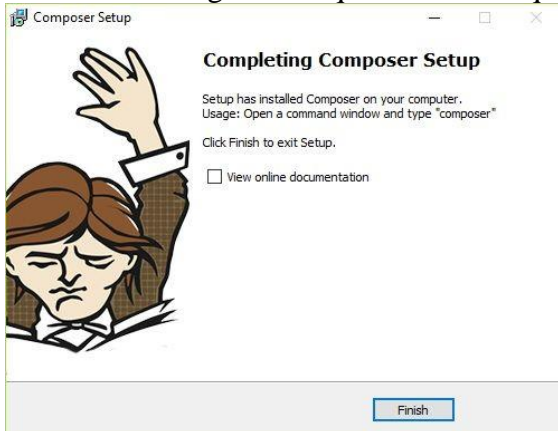 Composer Setup
Completing Composer Setup
Setup has installed Composer on your computer.
Usage: Open a command window and type "composer"
Click Finish to exit Setup.
View online documentation
Finish